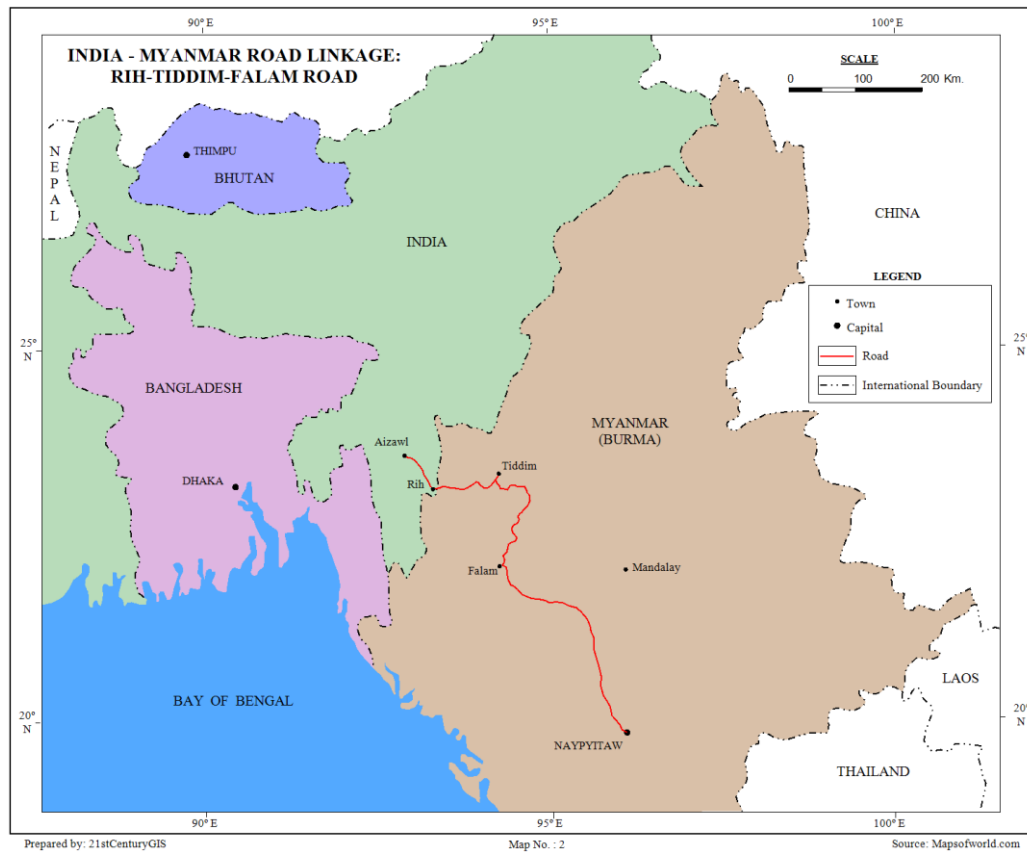 90° E 95° E 100° E
INDIA - MYANMAR ROAD LINKAGE:
RIH-TIDDIM-FALAM ROAD
SCALE
0 100 200 Km.
NEPAL
THIMPU
BHUTAN
INDIA
CHINA
LEGEND
Town
Capital
Road
International Boundary
25°
N
25°
N
BANGLADESH
MYANMAR
(BURMA)
Aizawl
Tiddim
Rih
DHAKA
Falam
Mandalay
LAOS
BAY OF BENGAL
20°
N
20°
N
NAYPYITAW
THAILAND
90° E 95° E 100° E
Prepared by: 21stCenturyGIS Map No. : 2 Source: Mapsofworld.com